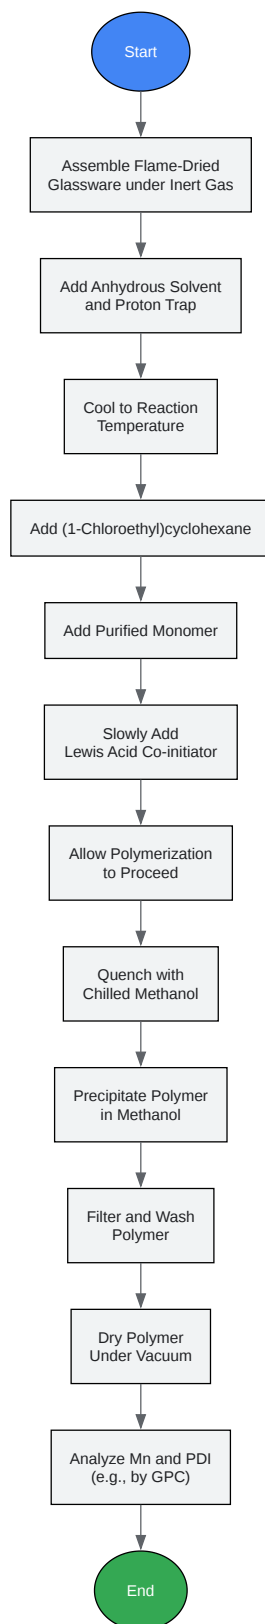 Start
Assemble Flame-Dried
Glassware under Inert Gas
Add Anhydrous Solvent
and Proton Trap
Cool to Reaction
Temperature
Add (1-Chloroethyl)cyclohexane
Add Purified Monomer
Slowly Add
Lewis Acid Co-initiator
Allow Polymerization
to Proceed
Quench with
Chilled Methanol
Precipitate Polymer
in Methanol
Filter and Wash
Polymer
Dry Polymer
Under Vacuum
Analyze Mn and PDI
(e.g., by GPC)
End